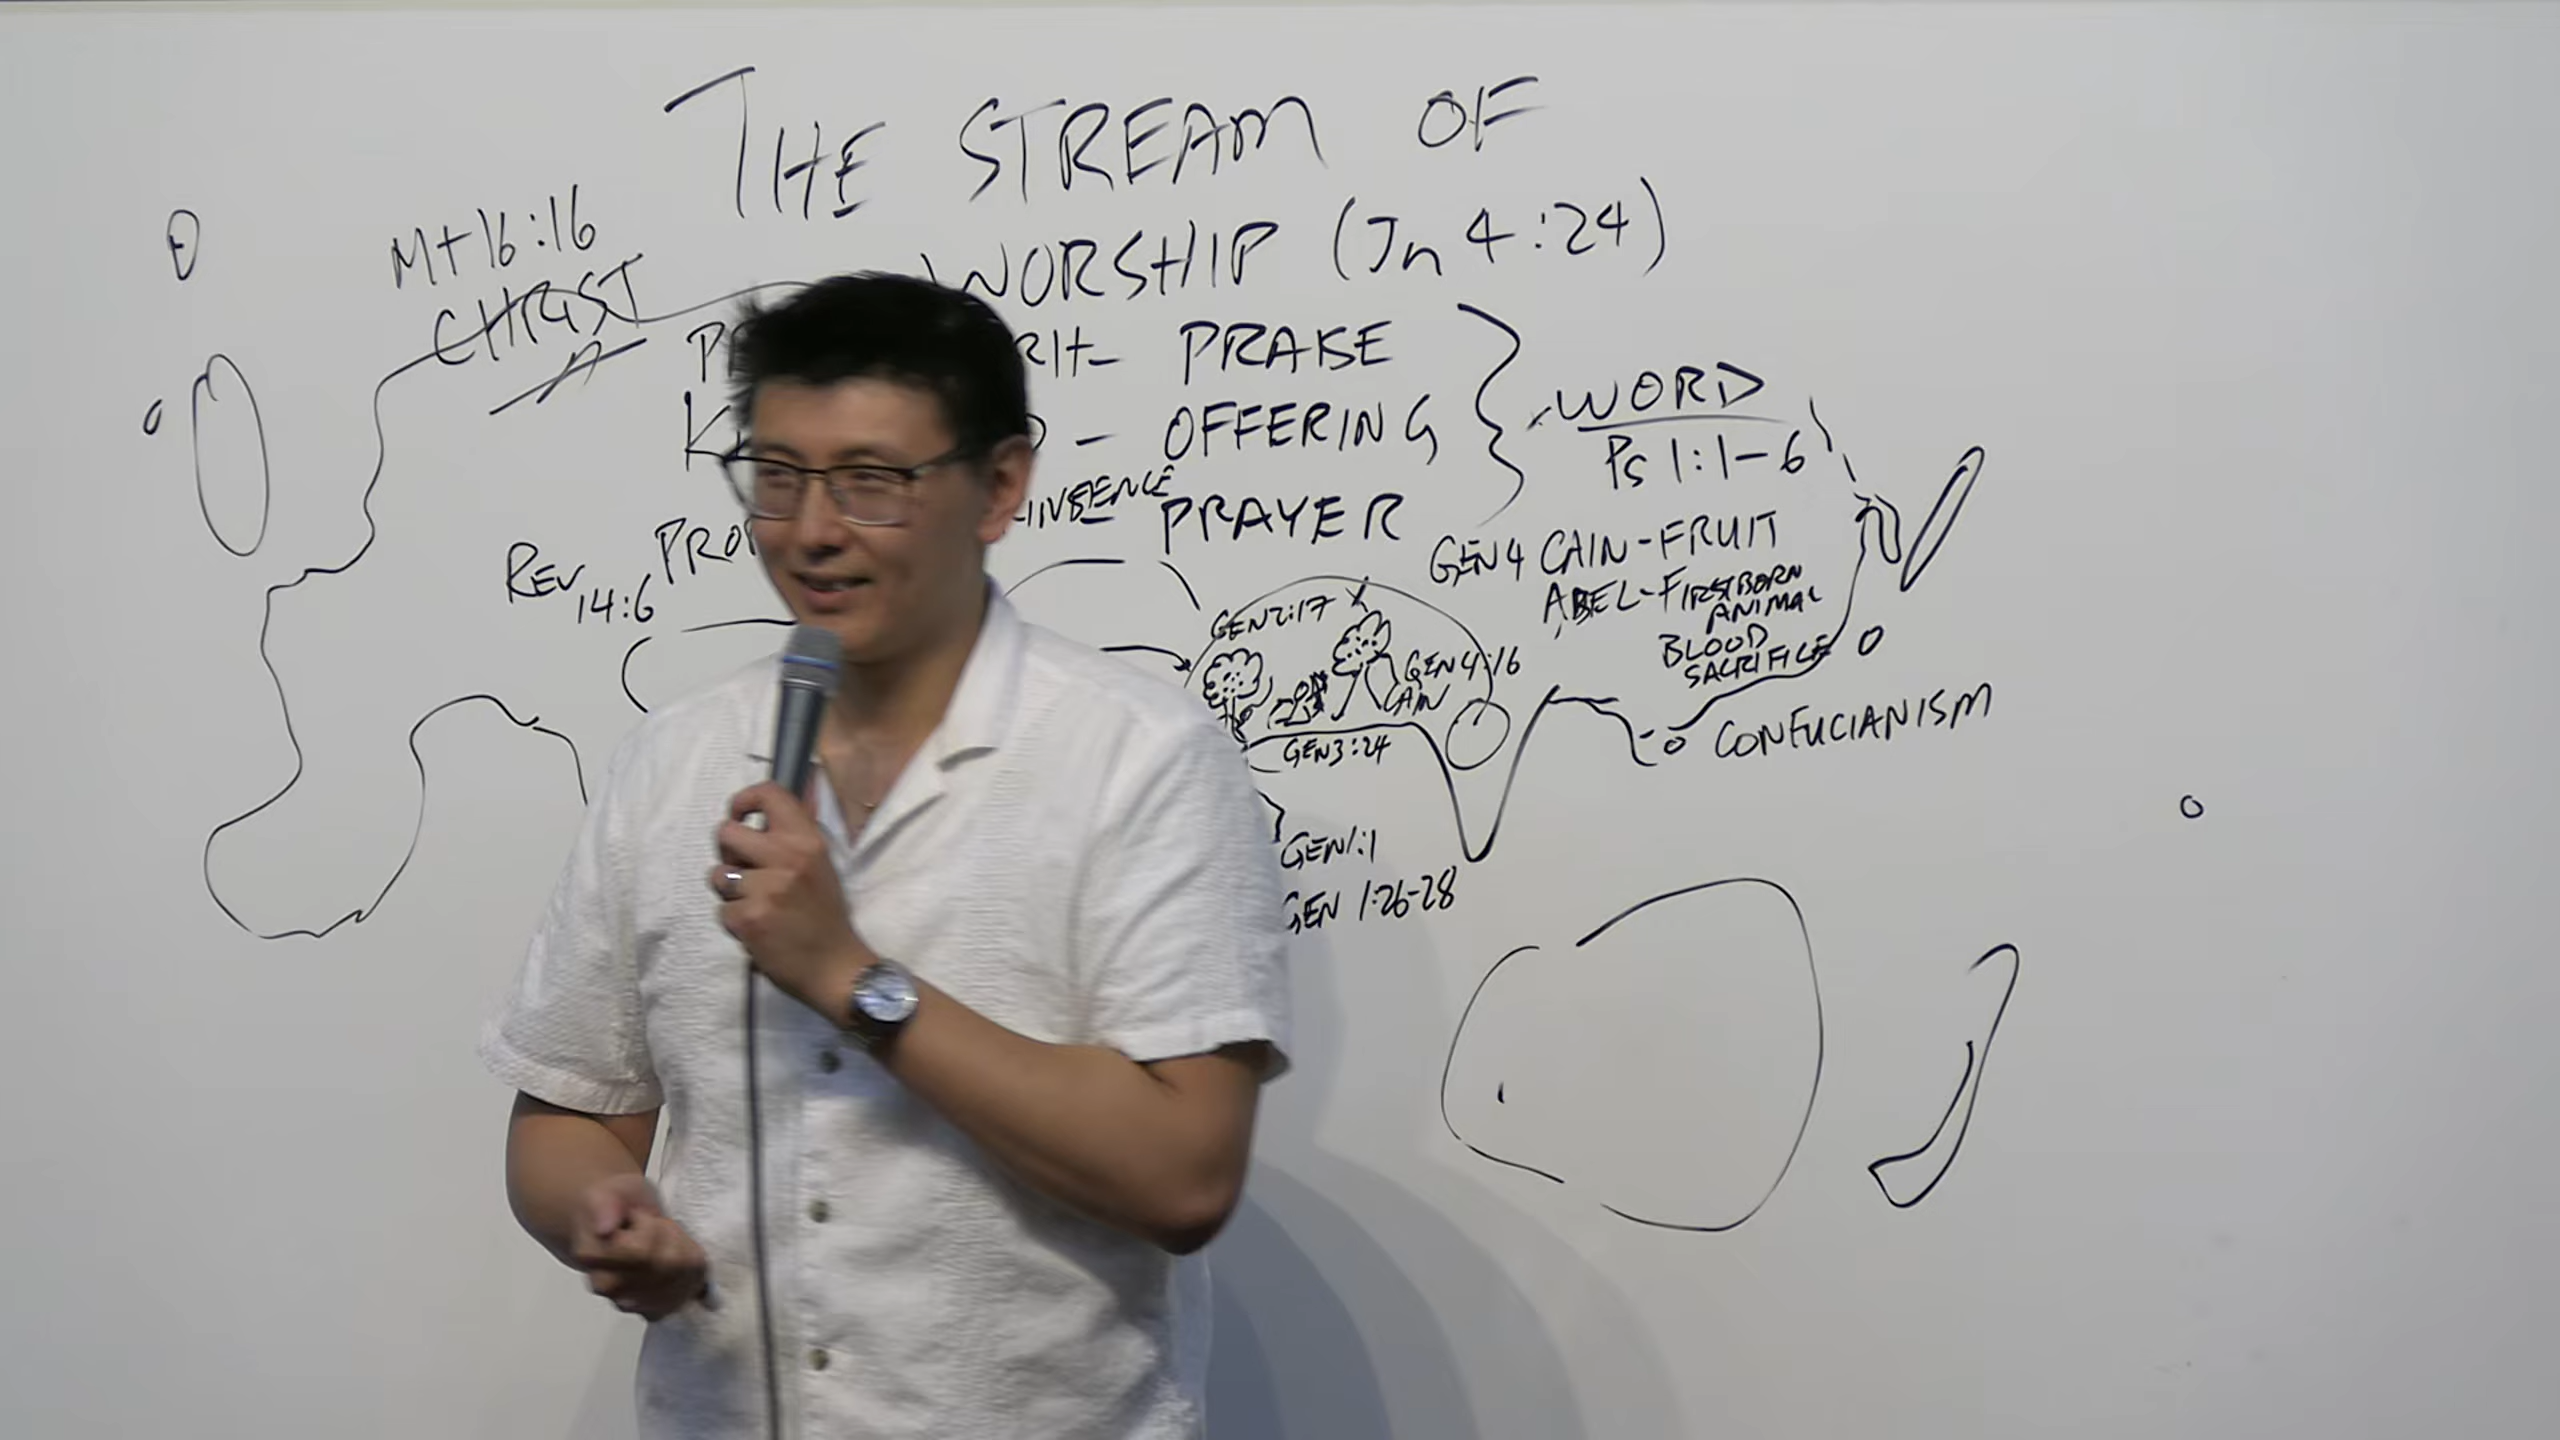 THE STREAM OF
WORSHIP (Jn 4:24)
Mt 16:16
CHRIST
PRAISE
OFFERING
PRAYER
WORD
Ps 1:1-6
Rev 14:6
GEN 4 CAIN-FRUIT
ABEL-FIRSTBORN
ANIMAL
BLOOD
SACRIFICE
GEN 2:17
GEN 4:16
CAIN
GEN 3:24
CONFUCIANISM
GEN 1:1
GEN 1:26-28